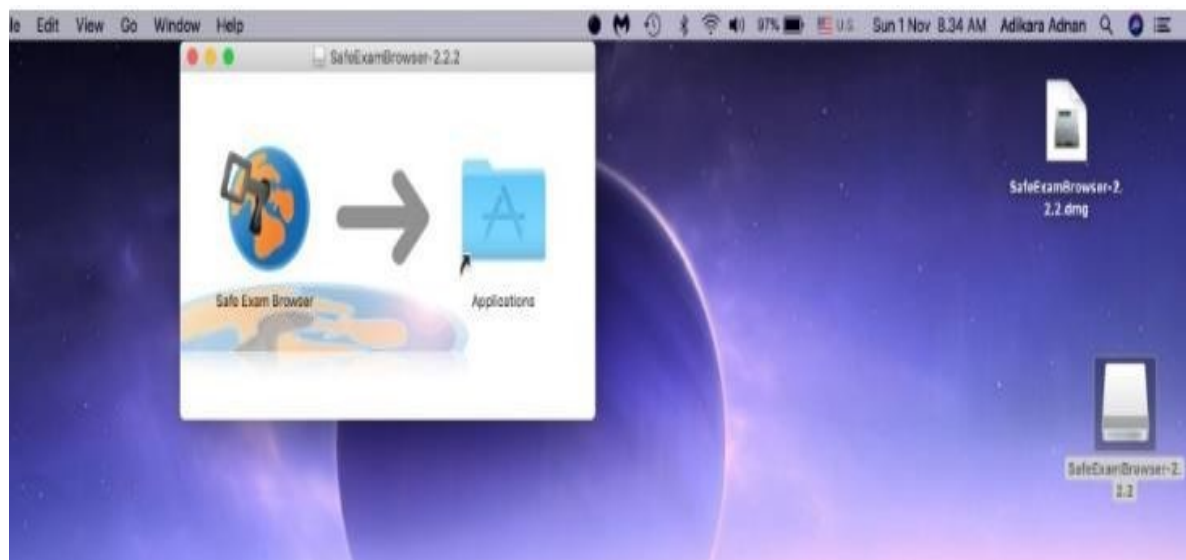 Edit View Go Window Help 97% U.S. Sun 1 Nov 8.34 AM Adikara Adnan
SafeExamBrowser-2.2.2
Safe Exam Browser
Applications
SafeExamBrowser-2.
2.2.dmg
SafeExamBrowser-2.
2.2